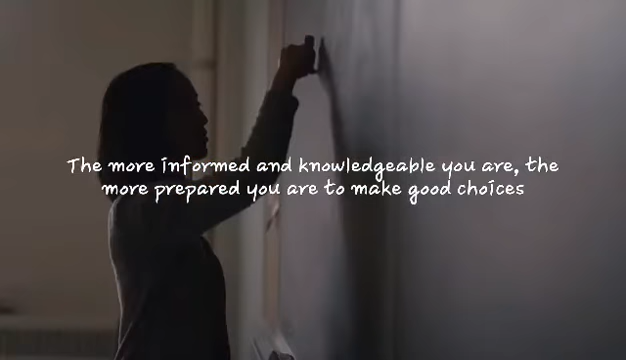 The more informed and knowledgeable you are, the
more prepared you are to make good choices